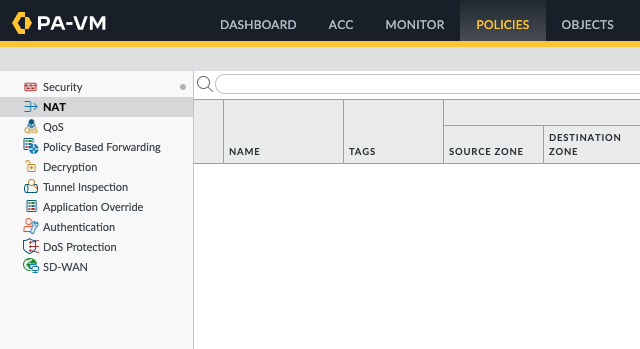 PA-VM
DASHBOARD ACC MONITOR POLICIES OBJECTS
Security
NAT
QoS
Policy Based Forwarding
Decryption
Tunnel Inspection
Application Override
Authentication
DoS Protection
SD-WAN
NAME TAGS SOURCE ZONE DESTINATION
ZONE